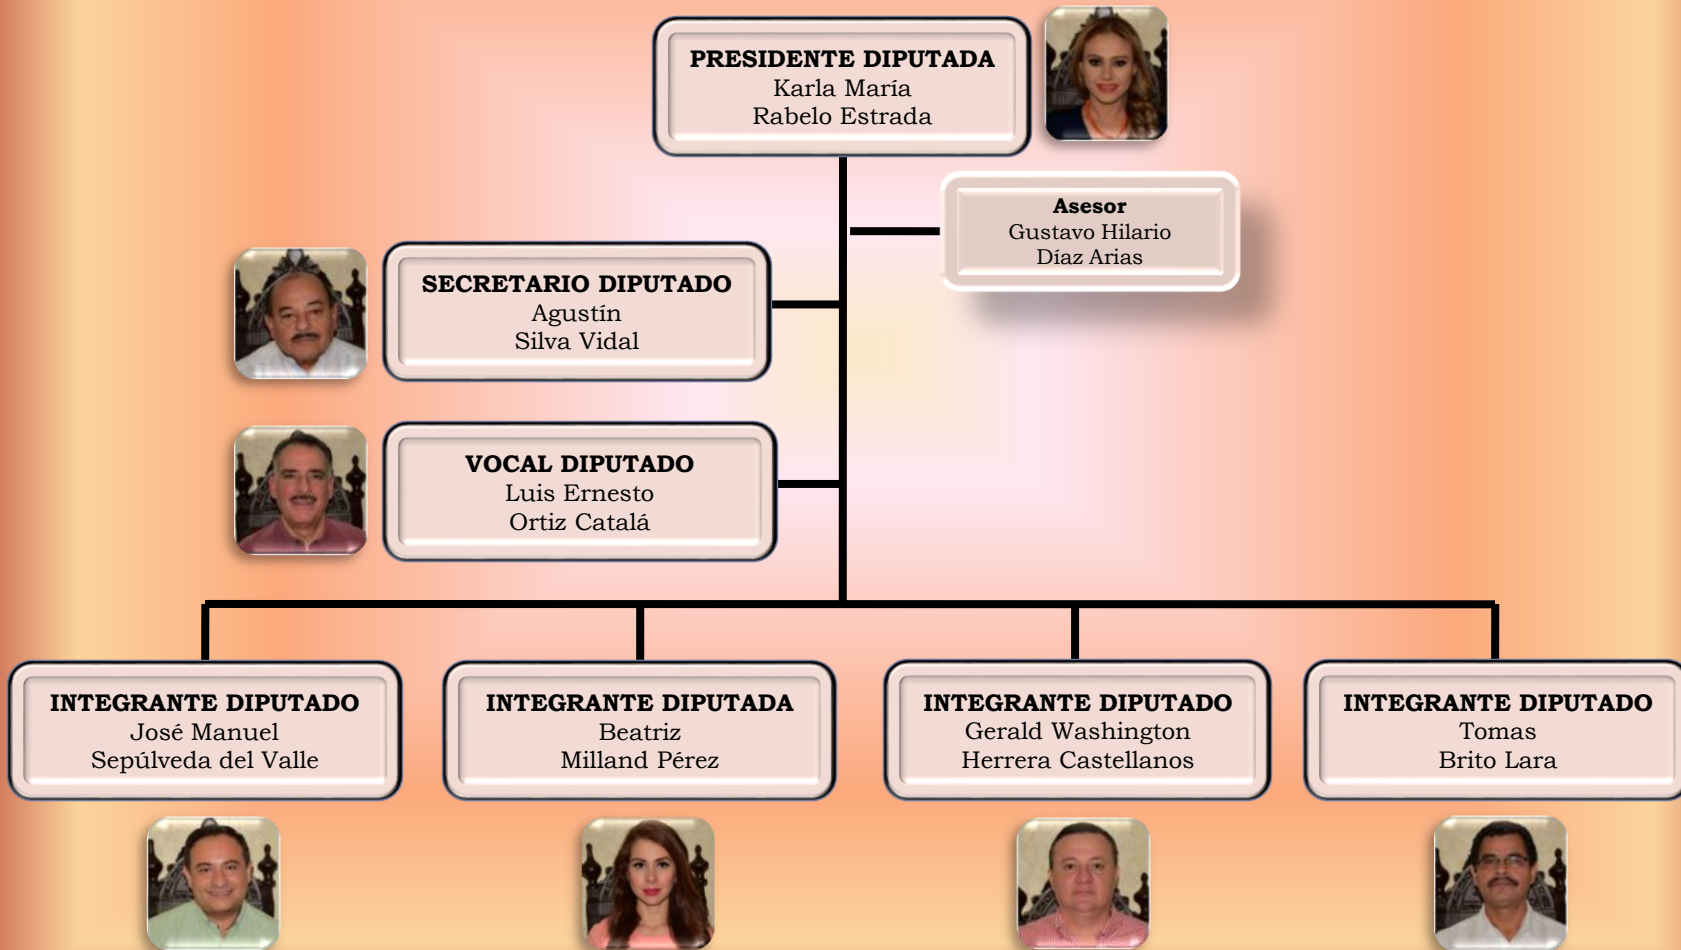 PRESIDENTE DIPUTADA
Karla María
Rabelo Estrada
Asesor
Gustavo Hilario
Díaz Arias
SECRETARIO DIPUTADO
Agustín
Silva Vidal
VOCAL DIPUTADO
Luis Ernesto
Ortiz Catalá
INTEGRANTE DIPUTADO
José Manuel
Sepúlveda del Valle
INTEGRANTE DIPUTADA
Beatriz
Milland Pérez
INTEGRANTE DIPUTADO
Gerald Washington
Herrera Castellanos
INTEGRANTE DIPUTADO
Tomas
Brito Lara